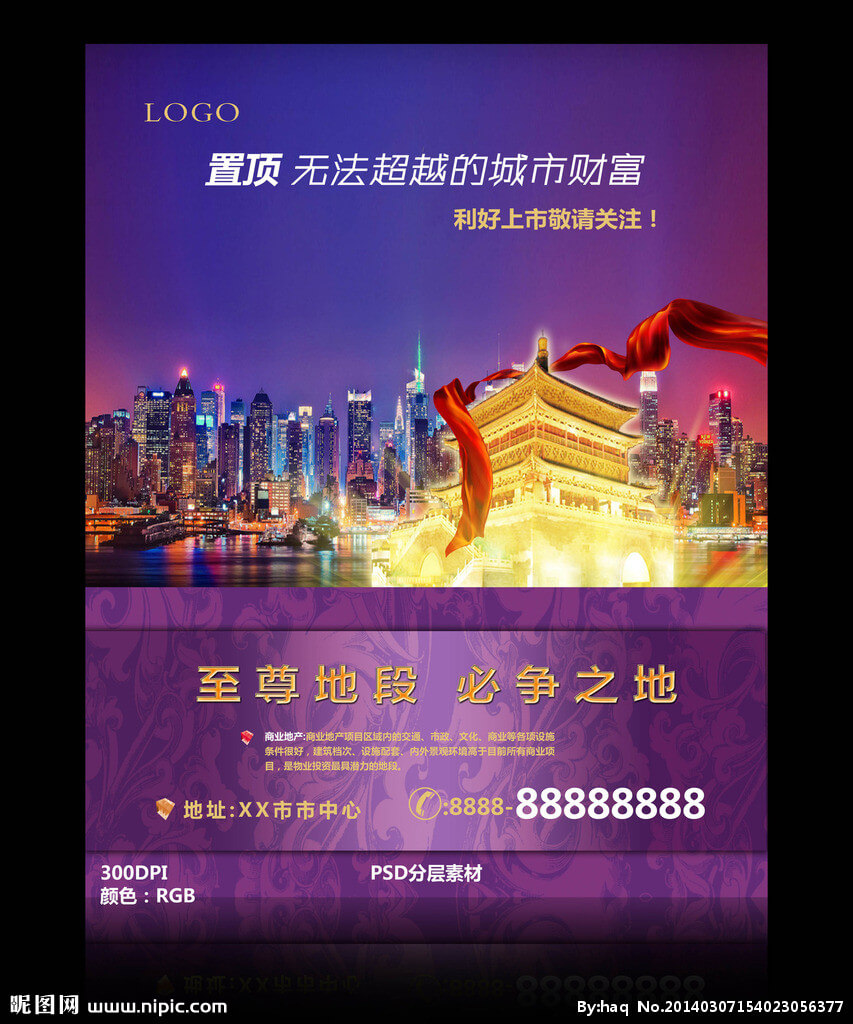 LOGO
置顶 无法超越的城市财富
利好上市敬请关注！
至尊地段 必争之地
商业地产:商业地产项目区域内的交通、市政、文化、商业等各项设施
条件很好，建筑档次、设施配套、内外景观环境高于目前所有商业项
目，是物业投资最具潜力的地段。
地址:XX市市中心
:8888-88888888
300DPI
PSD分层素材
颜色：RGB
昵图网 www.nipic.com
By:haq No.20140307154023056377